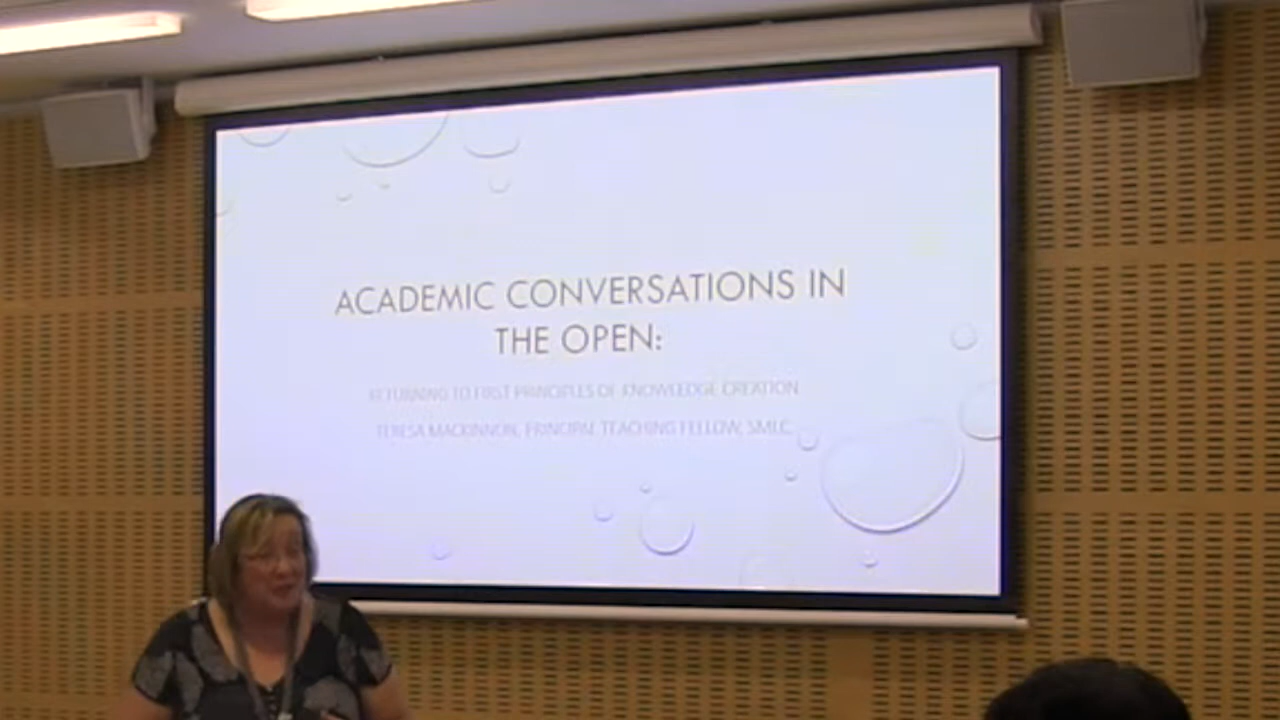 ACADEMIC CONVERSATIONS IN
THE OPEN:
RETURNING TO FIRST PRINCIPLES OF KNOWLEDGE CREATION
TERESA MACKINNON, PRINCIPAL TEACHING FELLOW, SMLC